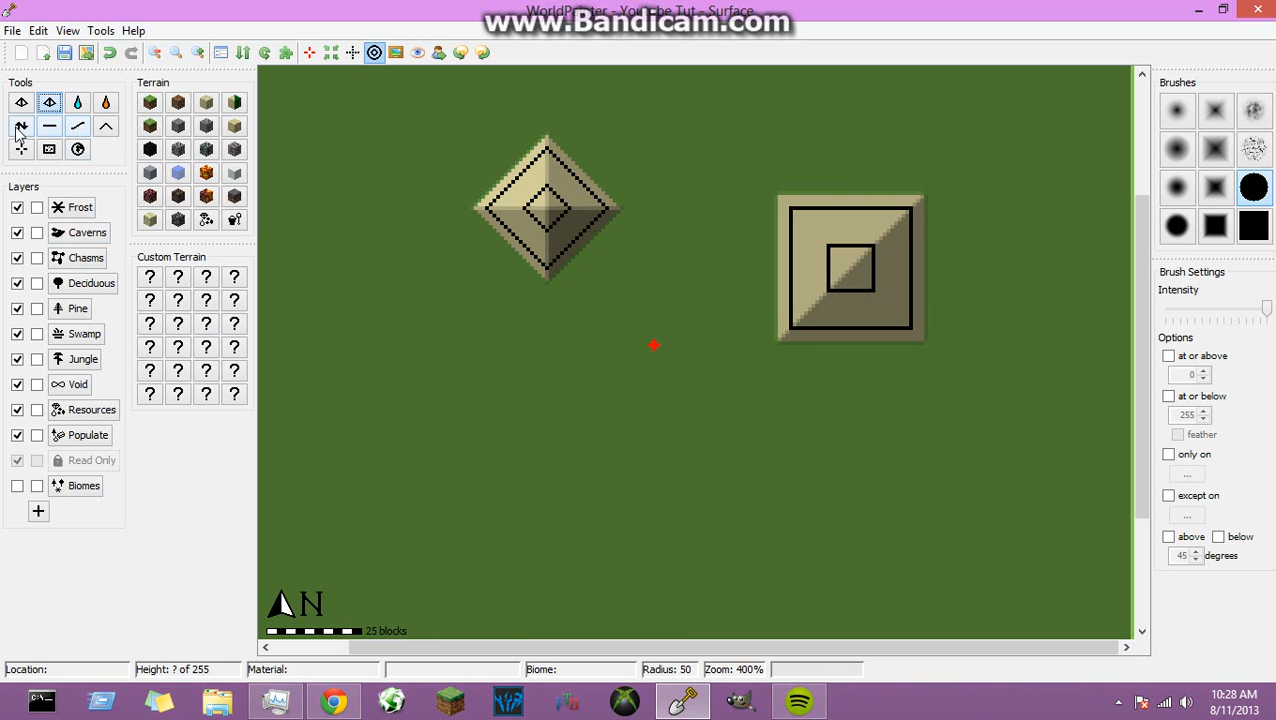 WorldPainter - Youtube Tut - Surface
www.Bandicam.com
File Edit View Tools Help
Tools
Terrain
Brushes
Layers
Frost
Caverns
Chasms
Deciduous
Pine
Swamp
Jungle
Void
Resources
Populate
Read Only
Biomes
Custom Terrain
? ? ? ?
? ? ? ?
? ? ? ?
? ? ? ?
? ? ? ?
? ? ? ?
N
25 blocks
Brush Settings
Intensity
Options
at or above
0
at or below
255
feather
only on
...
except on
...
above below
45 degrees
Location: Height: ? of 255 Material: Biome: Radius: 50 Zoom: 400%
10:28 AM
8/11/2013